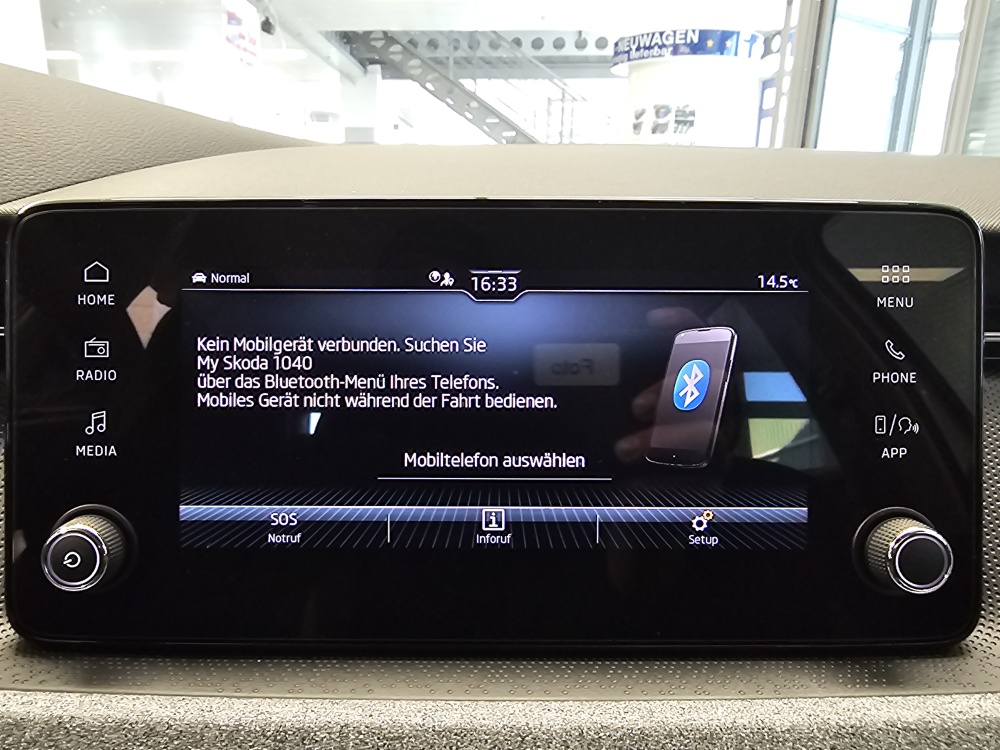 NEUWAGEN
lieferbar
HOME
RADIO
MEDIA
Normal
16:33
14.5°C
Kein Mobilgerät verbunden. Suchen Sie
My Skoda 1040
über das Bluetooth-Menü Ihres Telefons.
Mobiles Gerät nicht während der Fahrt bedienen.
Mobiltelefon auswählen
SOS
Notruf
i
Inforuf
Setup
MENU
PHONE
APP